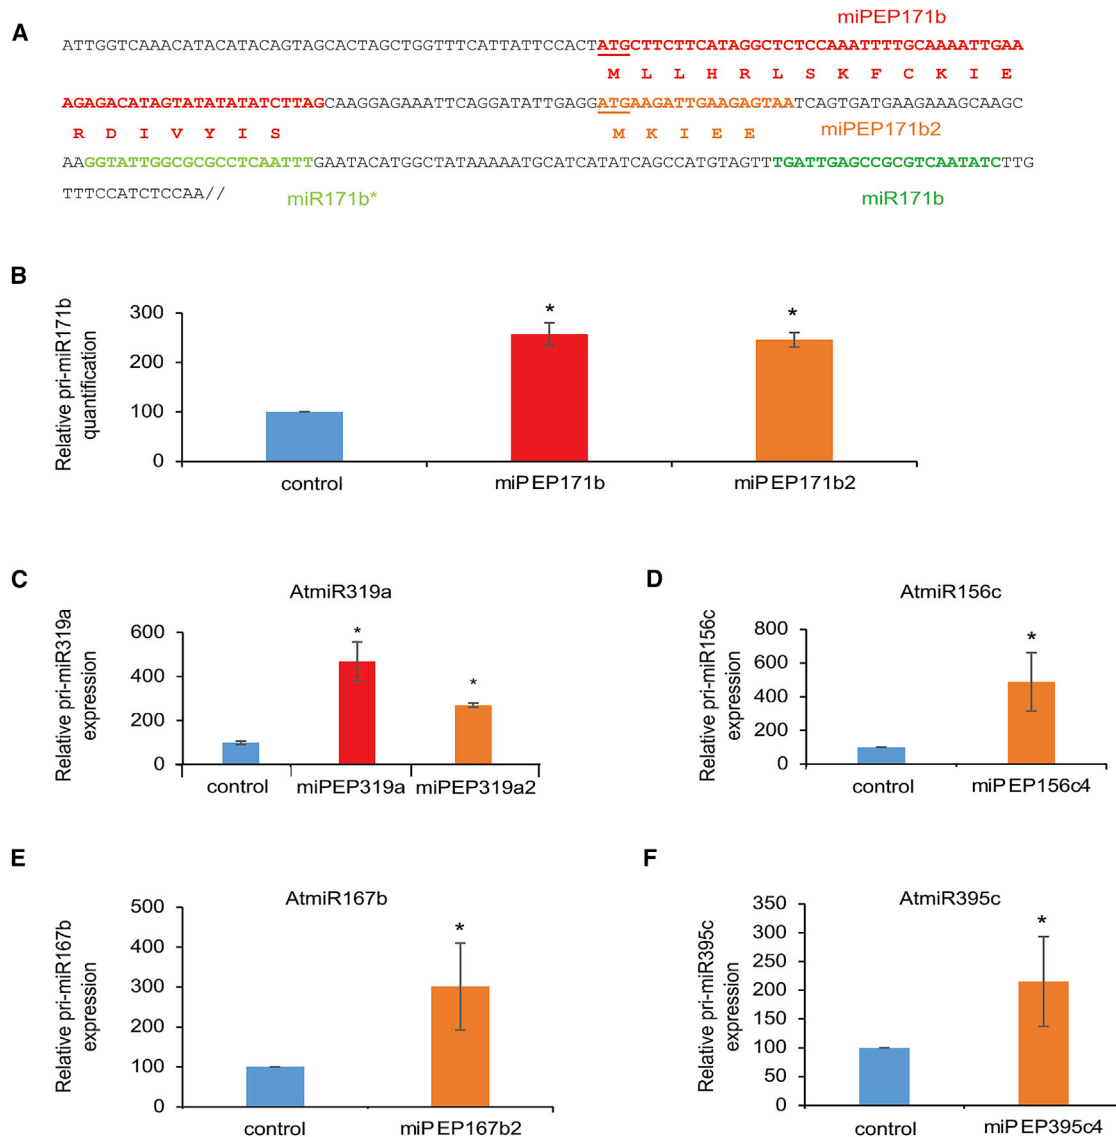 A
miPEP171b
ATTGGTCAAACATACATACAGTAGCACTAGCTGGTTTCATTATTCCACTATGCTTCTTCATAGGCTCTCCAAATTTTGCAAAATTGAA
M L L H R L S K F C K I E
AGAGACATAGTATATATATCTTAGCAAGGAGAAATTCAGGATATTGAGGATGAAGATTGAAGAGTAATCAGTGATGAAGAAAGCAAGC
R D I V Y I S M K I E E miPEP171b2
AAGGTATTGGCGCGCCTCAATTTGAATACATGGCTATAAAAATGCATCATATCAGCCATGTAGTTTGATTGAGCCGCGTCAATATCTTG
TTTCCATCTCCAA//
miR171b* miR171b
B
Relative pri-miR171b
quantification
300
200
100
0
*
*
control miPEP171b miPEP171b2
C
AtmiR319a
Relative pri-miR319a
expression
600
400
200
0
*
*
control miPEP319a miPEP319a2
D
AtmiR156c
Relative pri-miR156c
expression
800
600
400
200
0
*
control miPEP156c4
E
AtmiR167b
Relative pri-miR167b
expression
500
400
300
200
100
0
*
control miPEP167b2
F
AtmiR395c
Relative pri-miR395c
expression
350
300
250
200
150
100
50
0
*
control miPEP395c4